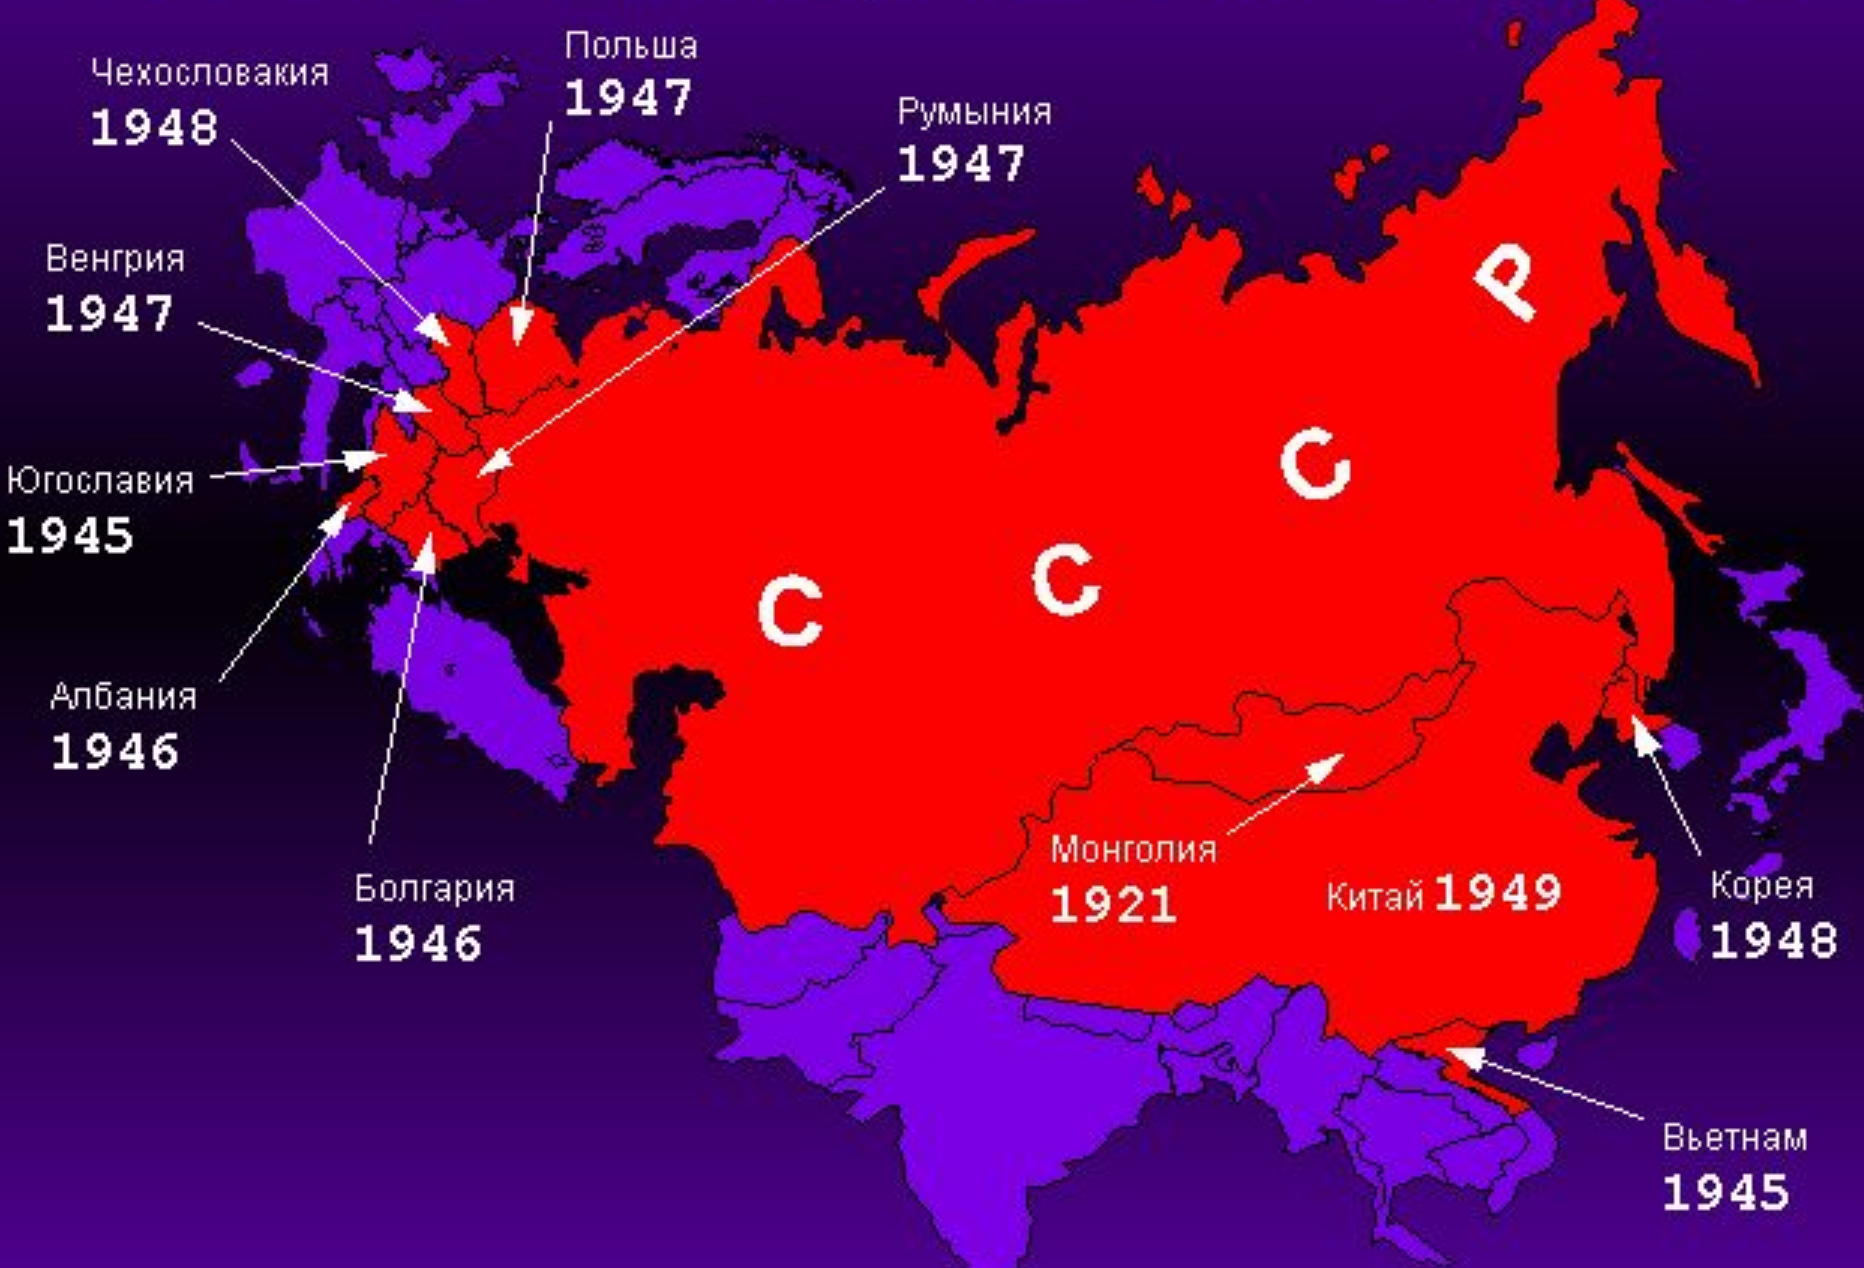 Чехословакия
1948
Польша
1947
Румыния
1947
Венгрия
1947
Югославия
1945
Албания
1946
Болгария
1946
С С С Р
Монголия
1921
Китай 1949
Корея
1948
Вьетнам
1945